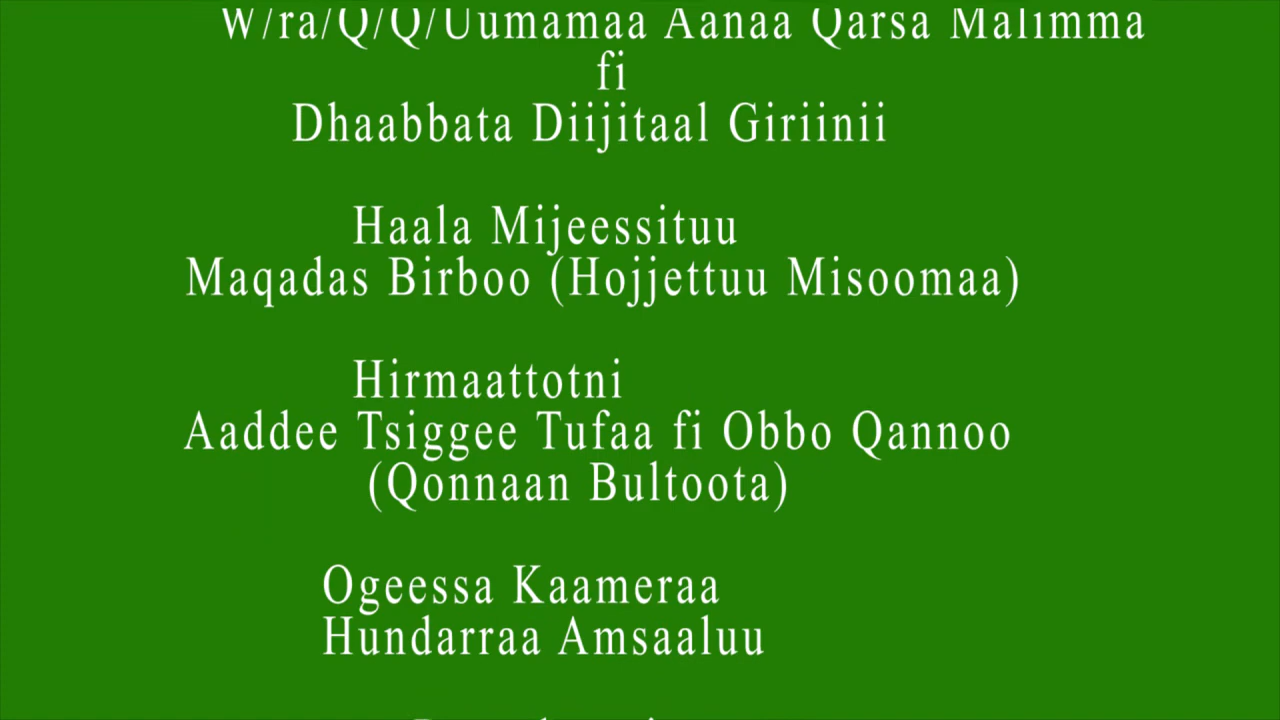 W/ra/Q/Q/Uumamaa Aanaa Qarsa Malimma
fi
Dhaabbata Diijitaal Giriinii
Haala Mijeessituu
Maqadas Birboo (Hojjettuu Misoomaa)
Hirmaattotni
Aaddee Tsiggee Tufaa fi Obbo Qannoo
(Qonnaan Bultoota)
Ogeessa Kaameraa
Hundarraa Amsaaluu